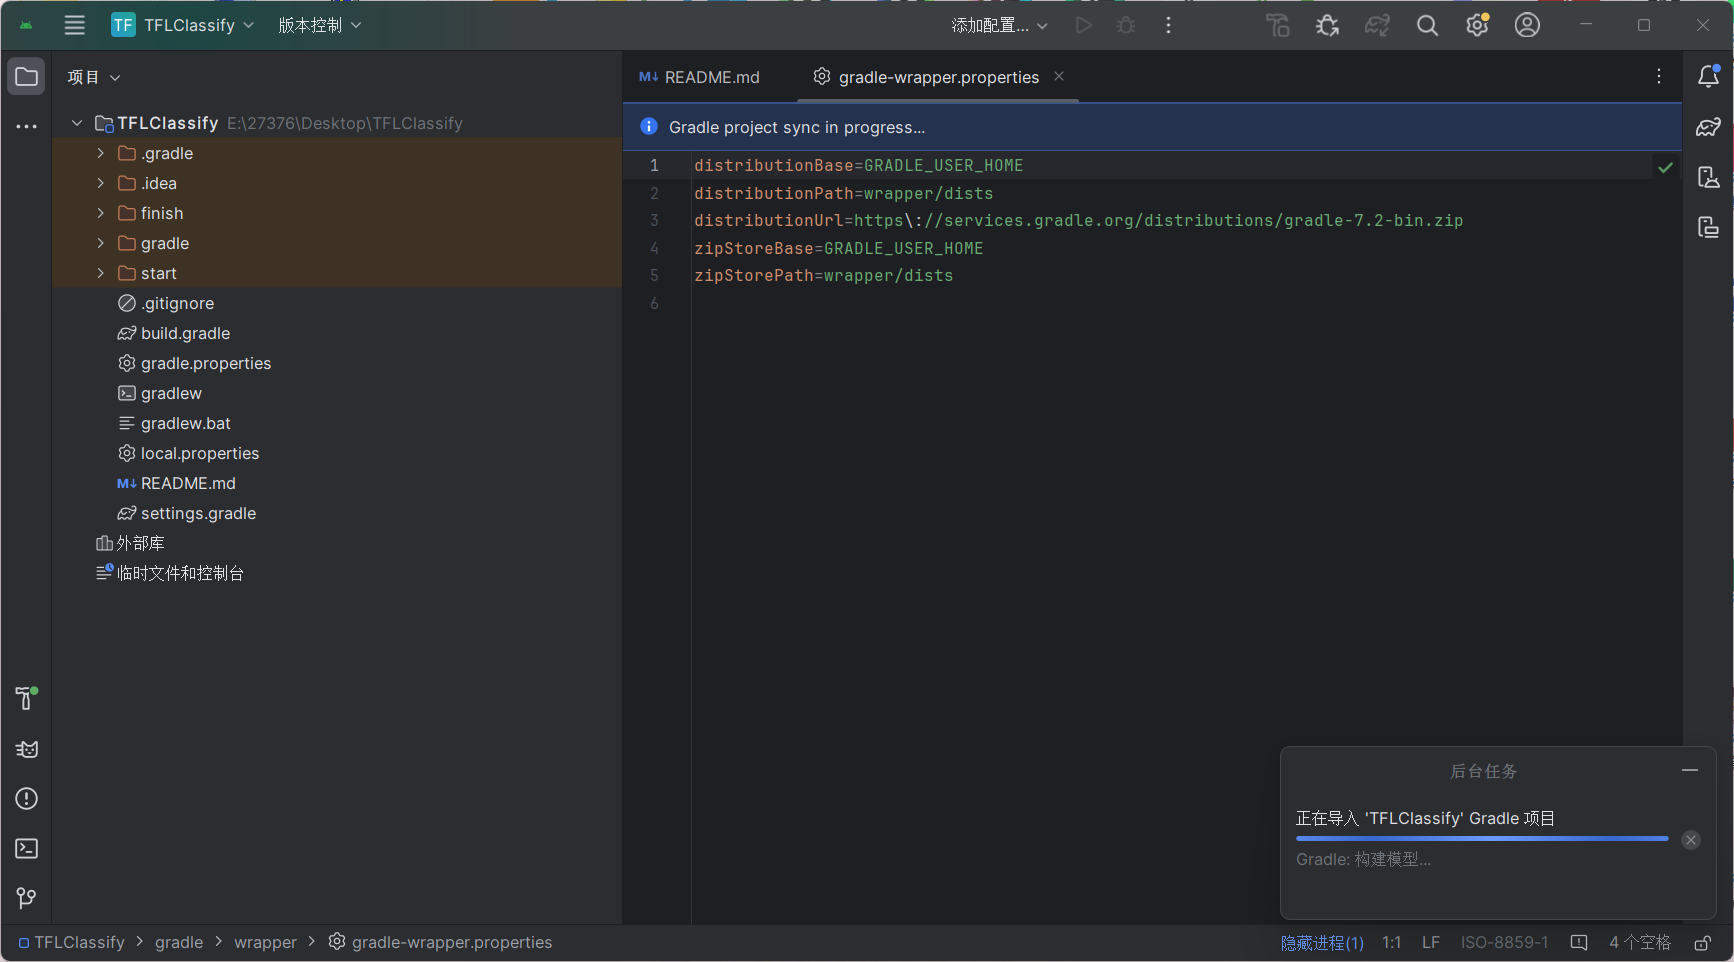 TF TFLClassify 版本控制 添加配置...
项目 M↓ README.md gradle-wrapper.properties
TFLClassify E:\27376\Desktop\TFLClassify
Gradle project sync in progress...
.gradle
.idea
finish
gradle
start
.gitignore
build.gradle
gradle.properties
gradlew
gradlew.bat
local.properties
M↓ README.md
settings.gradle
外部库
临时文件和控制台
1 distributionBase=GRADLE_USER_HOME
2 distributionPath=wrapper/dists
3 distributionUrl=https\://services.gradle.org/distributions/gradle-7.2-bin.zip
4 zipStoreBase=GRADLE_USER_HOME
5 zipStorePath=wrapper/dists
6
后台任务
正在导入 'TFLClassify' Gradle 项目
Gradle: 构建模型...
TFLClassify > gradle > wrapper > gradle-wrapper.properties
隐藏进程(1) 1:1 LF ISO-8859-1 4 个空格